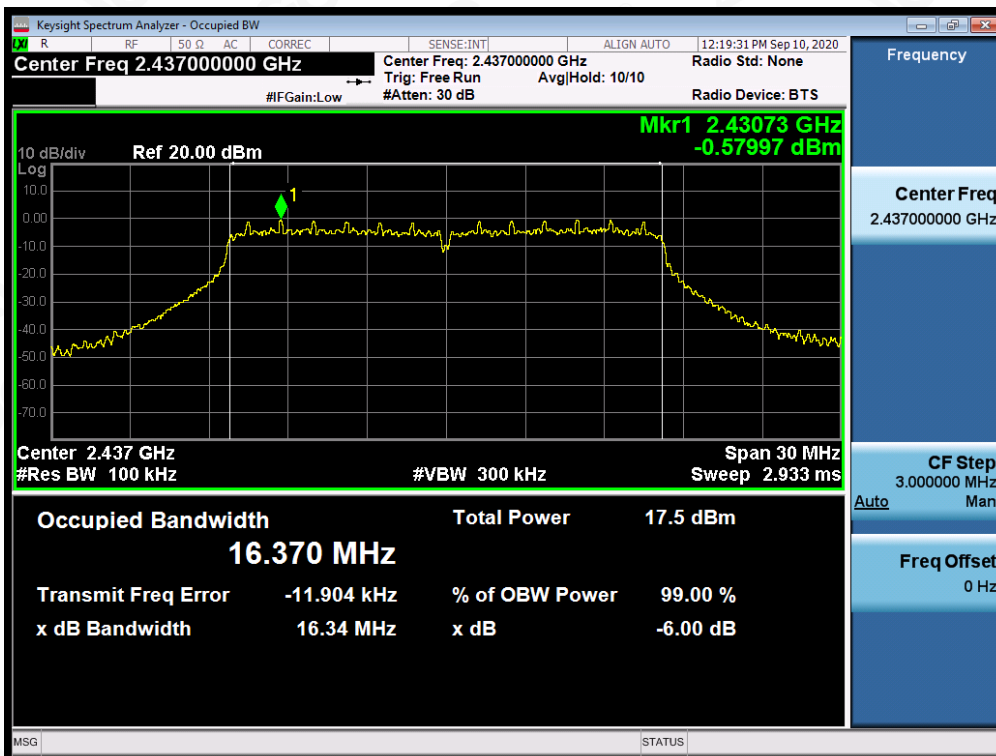 Keysight Spectrum Analyzer - Occupied BW
LXI R RF 50 Ω AC CORREC SENSE:INT ALIGN AUTO 12:19:31 PM Sep 10, 2020
Center Freq 2.437000000 GHz
Center Freq: 2.437000000 GHz Radio Std: None
Trig: Free Run Avg|Hold: 10/10
#IFGain:Low #Atten: 30 dB Radio Device: BTS
Mkr1 2.43073 GHz
-0.57997 dBm
10 dB/div Ref 20.00 dBm
Log
10.0
1
0.00
-10.0
-20.0
-30.0
-40.0
-50.0
-60.0
-70.0
Center 2.437 GHz Span 30 MHz
#Res BW 100 kHz #VBW 300 kHz Sweep 2.933 ms
Occupied Bandwidth Total Power 17.5 dBm
16.370 MHz
Transmit Freq Error -11.904 kHz % of OBW Power 99.00 %
x dB Bandwidth 16.34 MHz x dB -6.00 dB
MSG STATUS
Frequency
Center Freq
2.437000000 GHz
CF Step
3.000000 MHz
Auto Man
Freq Offset
0 Hz